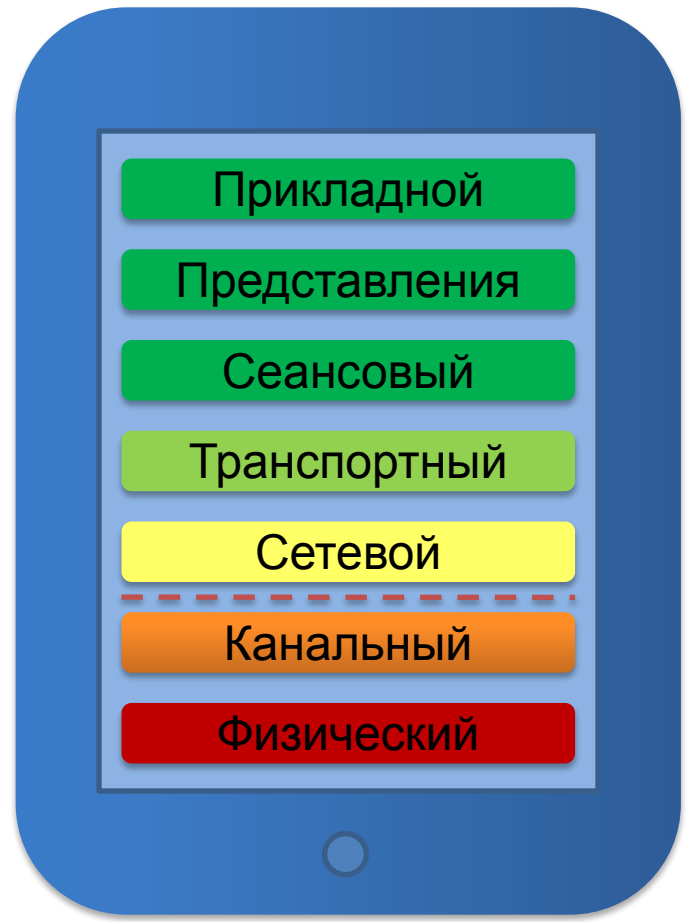 Прикладной
Представления
Сеансовый
Транспортный
Сетевой
Канальный
Физический